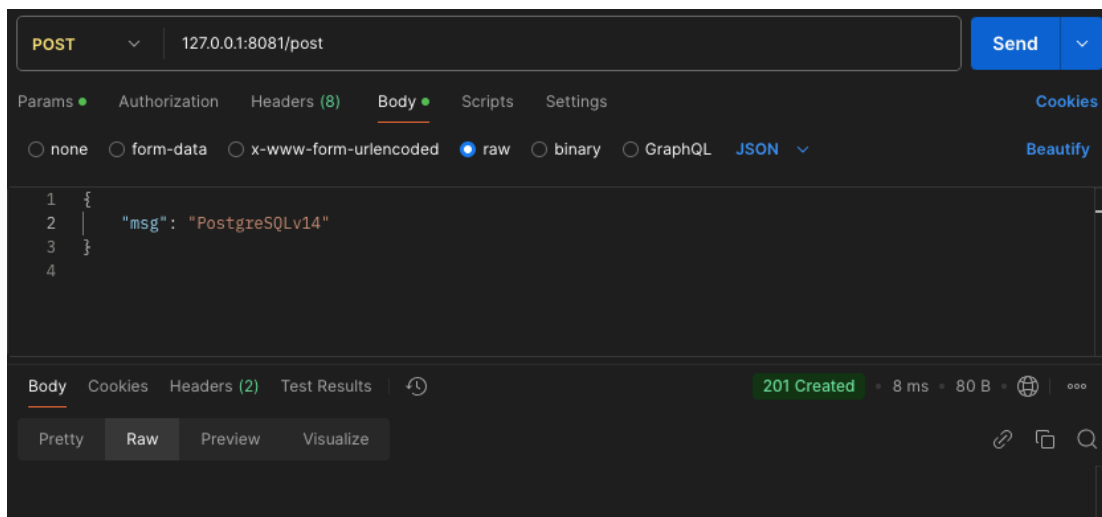 POST 127.0.0.1:8081/post Send
Params Authorization Headers (8) Body Scripts Settings Cookies
none form-data x-www-form-urlencoded raw binary GraphQL JSON Beautify
1 {
2 "msg": "PostgreSQLv14"
3 }
4
Body Cookies Headers (2) Test Results 201 Created 8 ms 80 B
Pretty Raw Preview Visualize